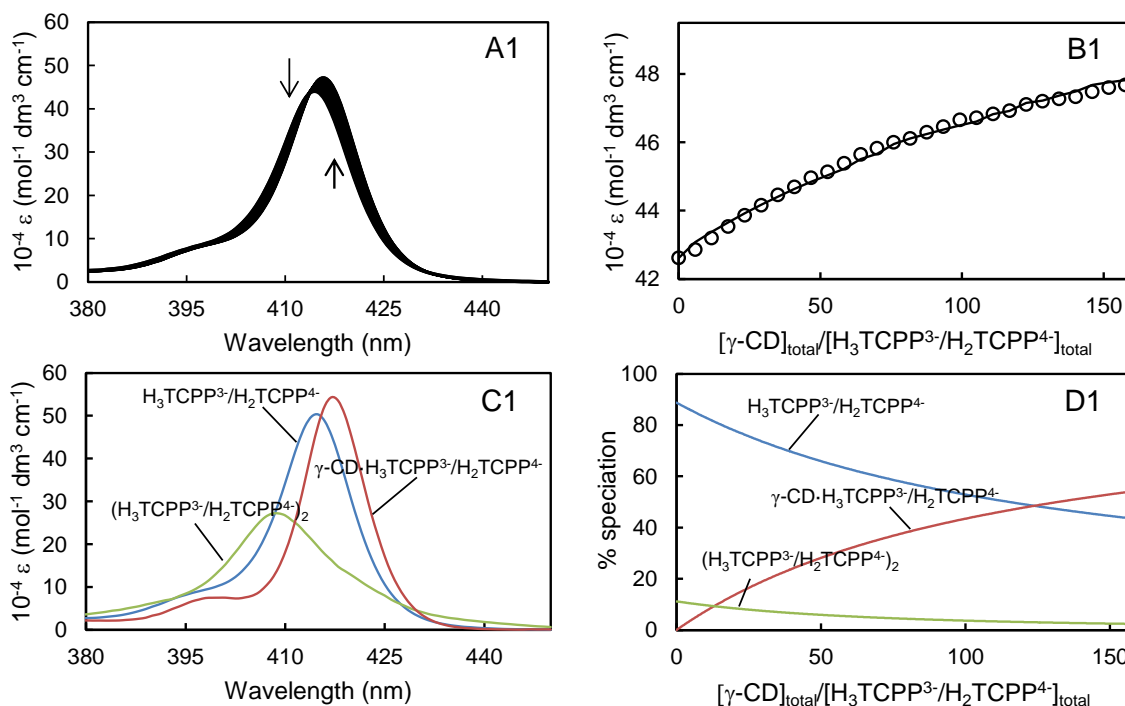 A1
10⁻⁴ ε (mol⁻¹ dm³ cm⁻¹)
60
50
40
30
20
10
0
380 395 410 425 440
Wavelength (nm)
B1
10⁻⁴ ε (mol⁻¹ dm³ cm⁻¹)
48
46
44
42
0 50 100 150
[γ-CD]total/[H₃TCPP³⁻/H₂TCPP⁴⁻]total
C1
10⁻⁴ ε (mol⁻¹ dm³ cm⁻¹)
60
50
40
30
20
10
0
H₃TCPP³⁻/H₂TCPP⁴⁻
γ-CD·H₃TCPP³⁻/H₂TCPP⁴⁻
(H₃TCPP³⁻/H₂TCPP⁴⁻)₂
380 395 410 425 440
Wavelength (nm)
D1
% speciation
100
80
60
40
20
0
H₃TCPP³⁻/H₂TCPP⁴⁻
γ-CD·H₃TCPP³⁻/H₂TCPP⁴⁻
(H₃TCPP³⁻/H₂TCPP⁴⁻)₂
0 50 100 150
[γ-CD]total/[H₃TCPP³⁻/H₂TCPP⁴⁻]total